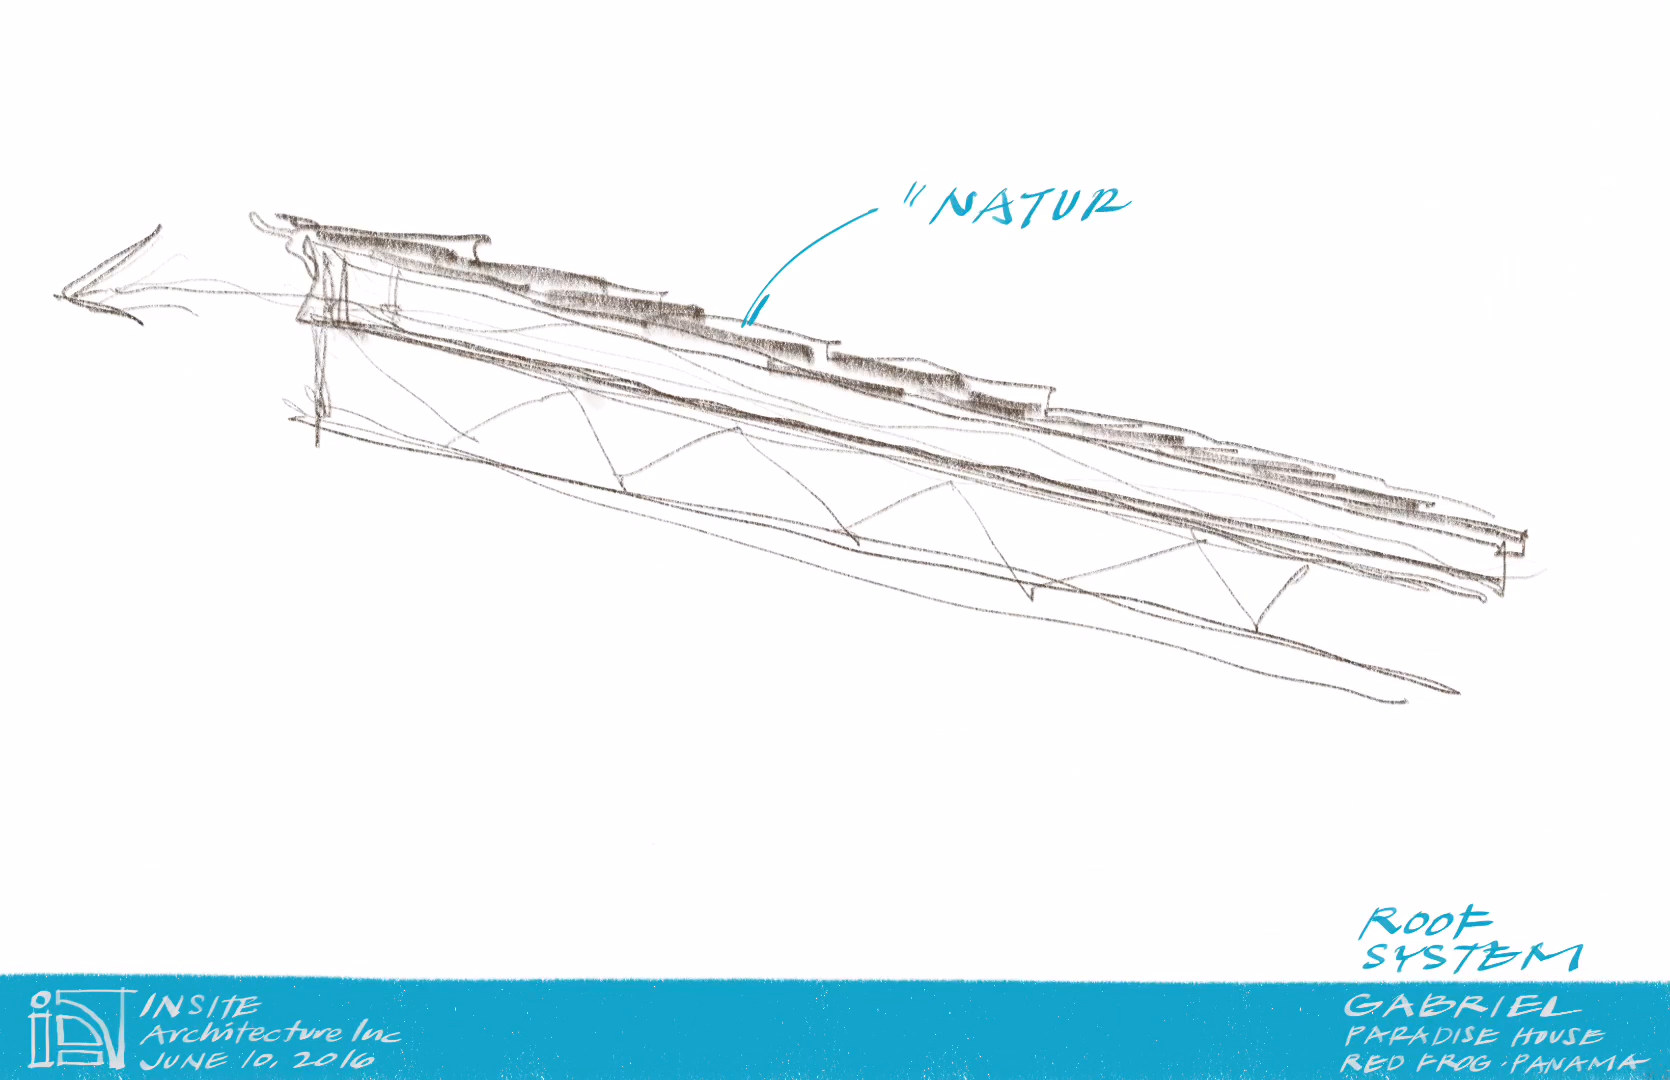 "NATUR
ROOF
SYSTEM
INSITE
Architecture Inc
JUNE 10, 2016
GABRIEL
PARADISE HOUSE
RED FROG · PANAMA